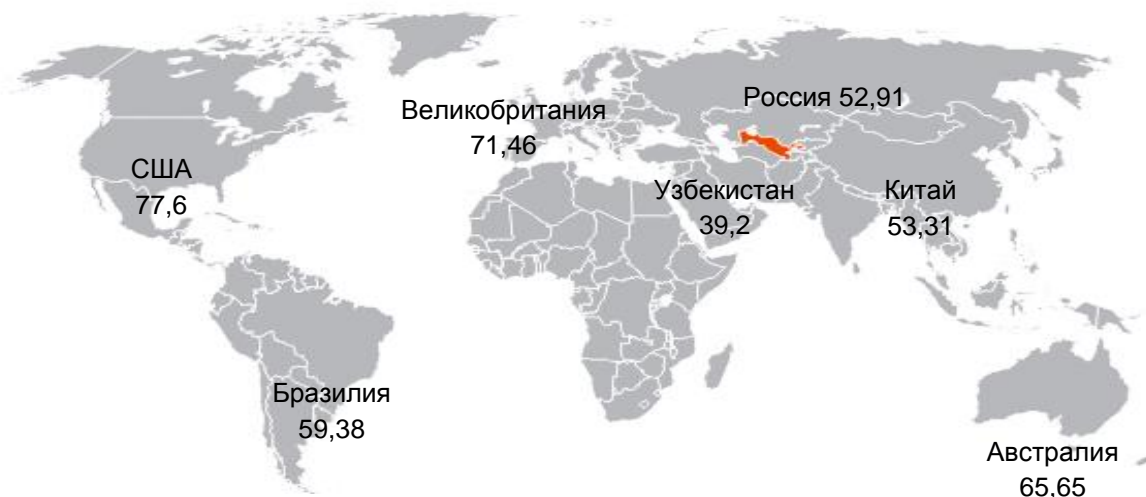 Великобритания
71,46
Россия 52,91
США
77,6
Узбекистан
39,2
Китай
53,31
Бразилия
59,38
Австралия
65,65